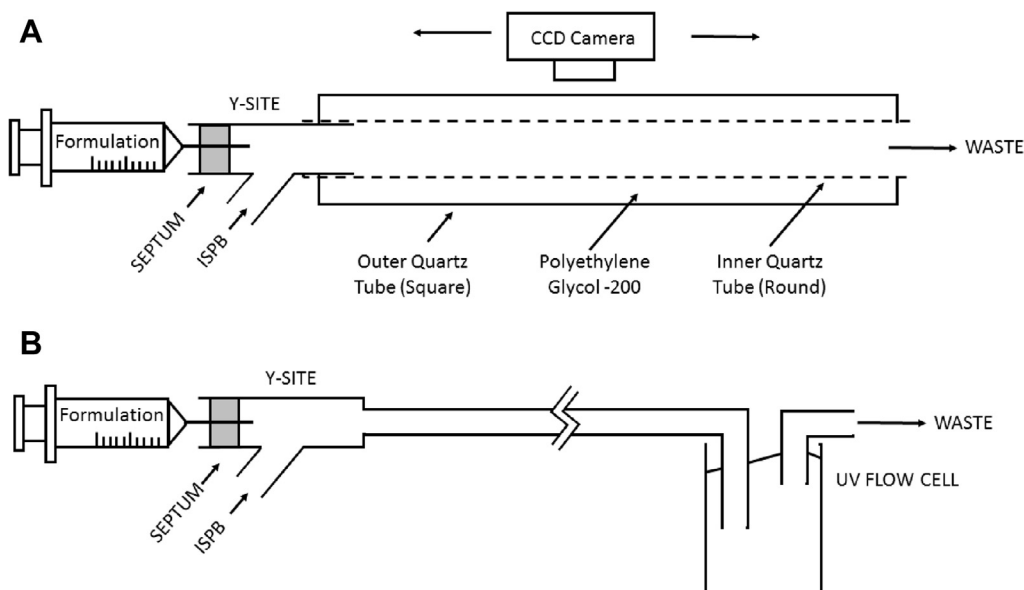 A
CCD Camera
Y-SITE
Formulation
WASTE
SEPTUM
ISPB
Outer Quartz
Tube (Square)
Polyethylene
Glycol -200
Inner Quartz
Tube (Round)
B
Y-SITE
Formulation
WASTE
UV FLOW CELL
SEPTUM
ISPB